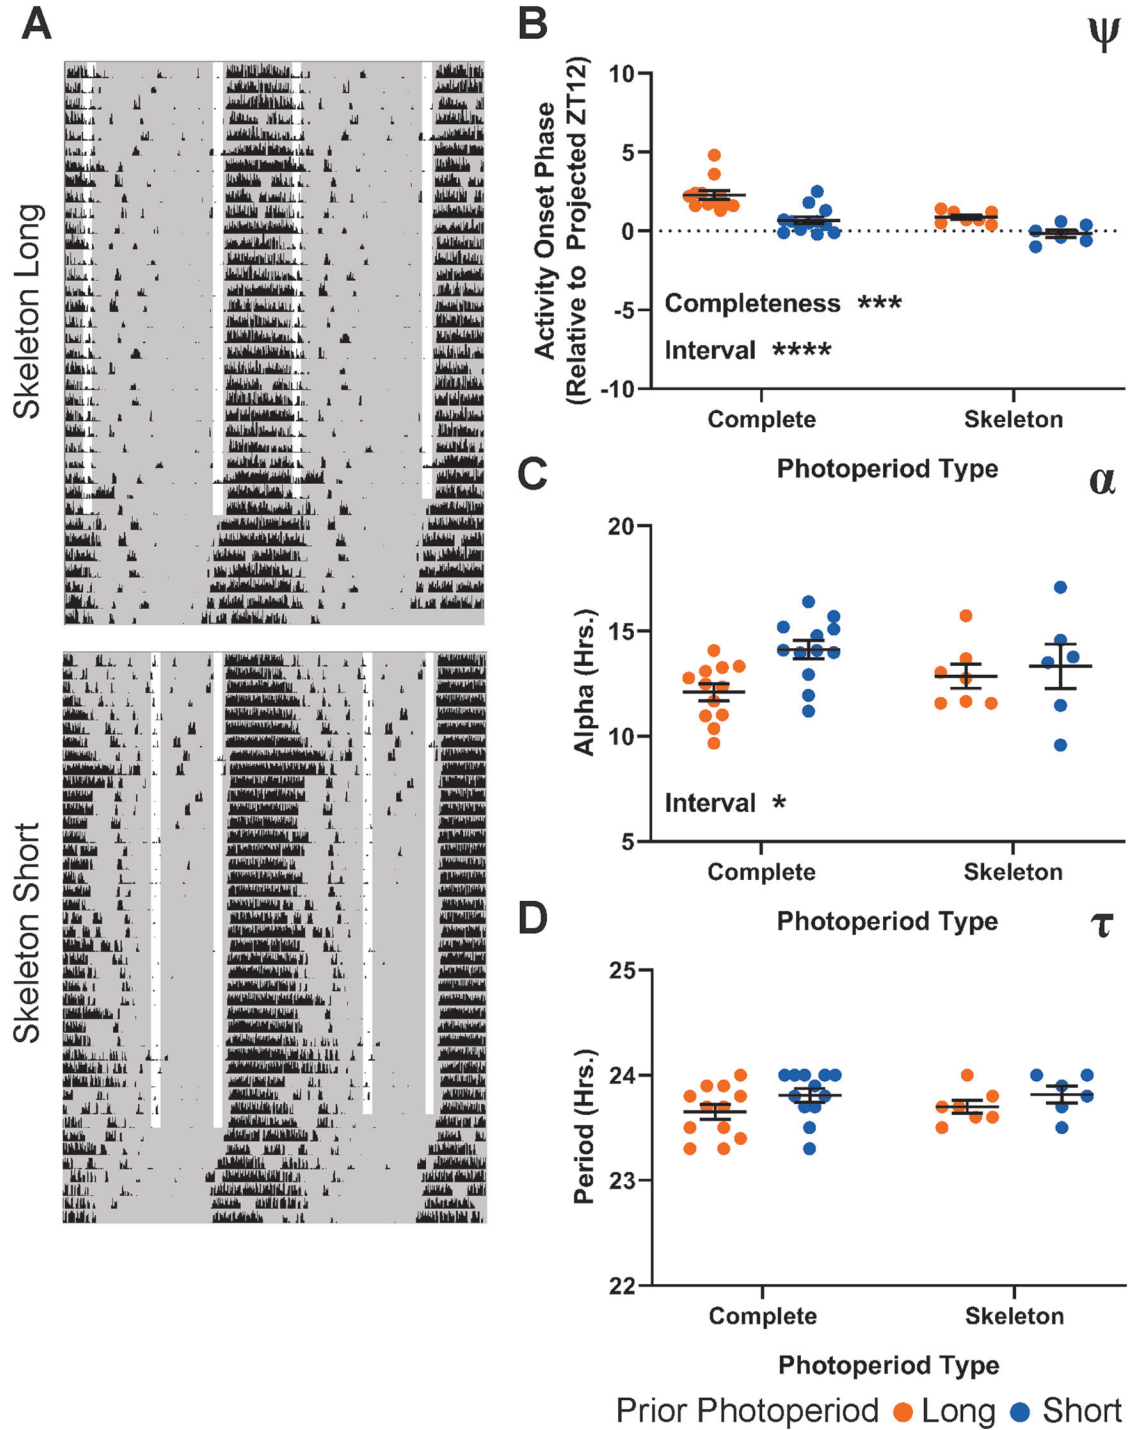 A
Skeleton Long
Skeleton Short
B
ψ
Activity Onset Phase
(Relative to Projected ZT12)
10
5
0
-5
-10
Completeness ***
Interval ****
Complete
Skeleton
Photoperiod Type
C
α
Alpha (Hrs.)
20
15
10
5
Interval *
Complete
Skeleton
Photoperiod Type
D
τ
Period (Hrs.)
25
24
23
22
Complete
Skeleton
Photoperiod Type
Prior Photoperiod Long Short